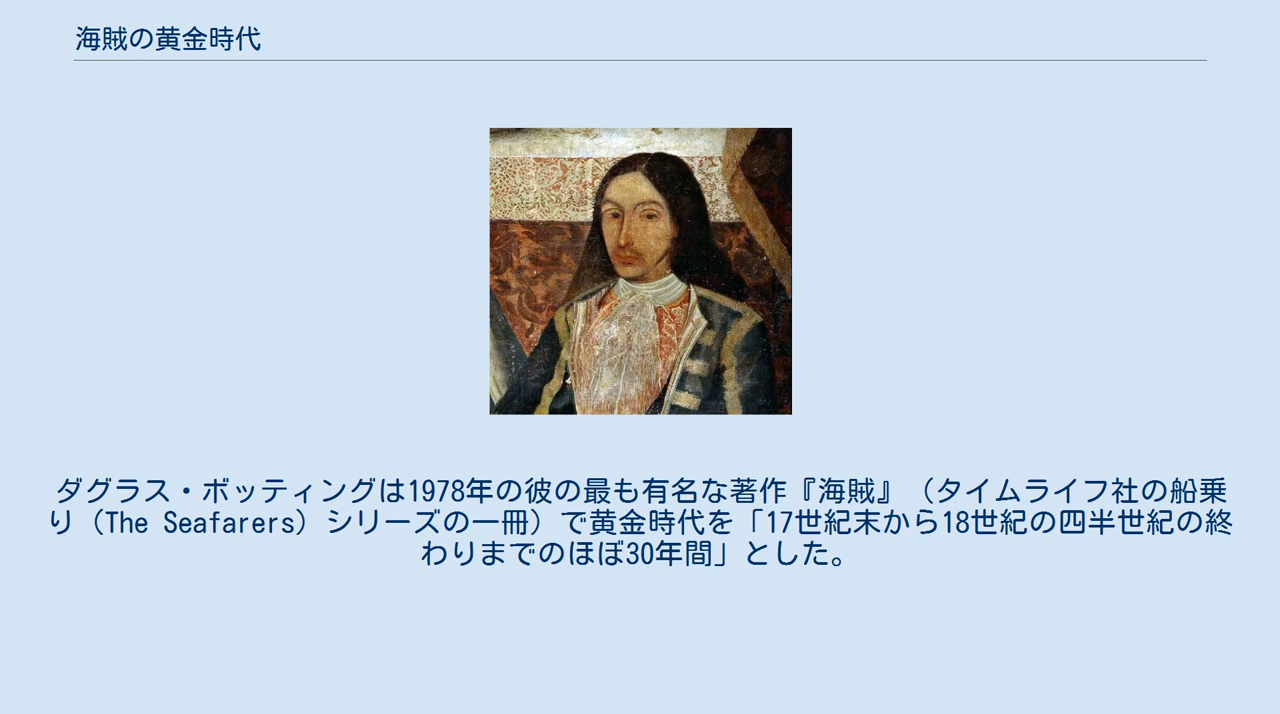 海賊の黄金時代
ダグラス・ボッティングは1978年の彼の最も有名な著作『海賊』（タイムライフ社の船乗
り（The Seafarers）シリーズの一冊）で黄金時代を「17世紀末から18世紀の四半世紀の終
わりまでのほぼ30年間」とした。